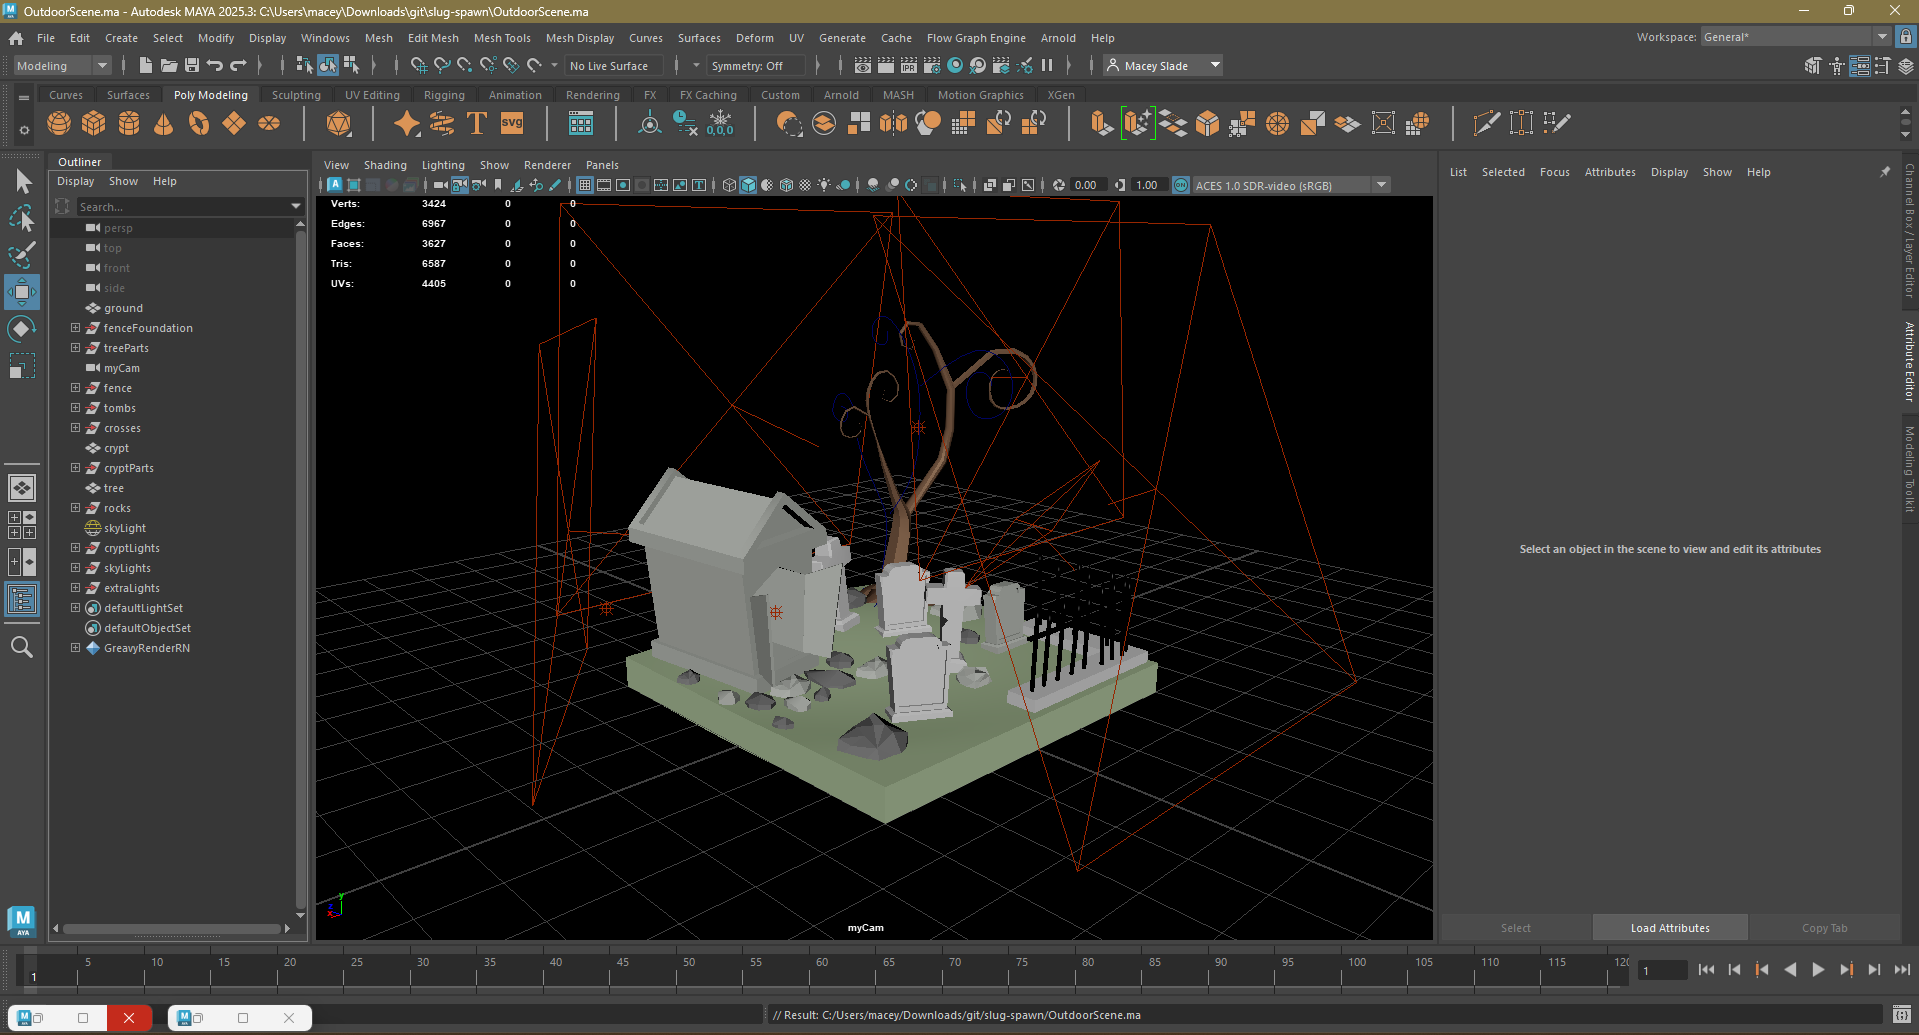 OutdoorScene.ma - Autodesk MAYA 2025.3: C:\Users\macey\Downloads\git\slug-spawn\OutdoorScene.ma
File Edit Create Select Modify Display Windows Mesh Edit Mesh Mesh Tools Mesh Display Curves Surfaces Deform UV Generate Cache Flow Graph Engine Arnold Help
Workspace: General*
Modeling No Live Surface Symmetry: Off IPR Macey Slade
Curves Surfaces Poly Modeling Sculpting UV Editing Rigging Animation Rendering FX FX Caching Custom Arnold MASH Motion Graphics XGen
SVG
0,0,0
Outliner
Display Show Help
Search...
persp
top
front
side
ground
fenceFoundation
treeParts
myCam
fence
tombs
crosses
crypt
cryptParts
tree
rocks
skyLight
cryptLights
skyLights
extraLights
defaultLightSet
defaultObjectSet
GreavyRenderRN
View Shading Lighting Show Renderer Panels
0.00 1.00 ACES 1.0 SDR-video (sRGB)
Verts: 3424 0 0
Edges: 6967 0 0
Faces: 3627 0 0
Tris: 6587 0 0
UVs: 4405 0 0
y
z
x
myCam
List Selected Focus Attributes Display Show Help
Select an object in the scene to view and edit its attributes
Select Load Attributes Copy Tab
Channel Box / Layer Editor
Attribute Editor
Modeling Toolkit
M
AYA
1 5 10 15 20 25 30 35 40 45 50 55 60 65 70 75 80 85 90 95 100 105 110 115 120
1
// Result: C:/Users/macey/Downloads/git/slug-spawn/OutdoorScene.ma